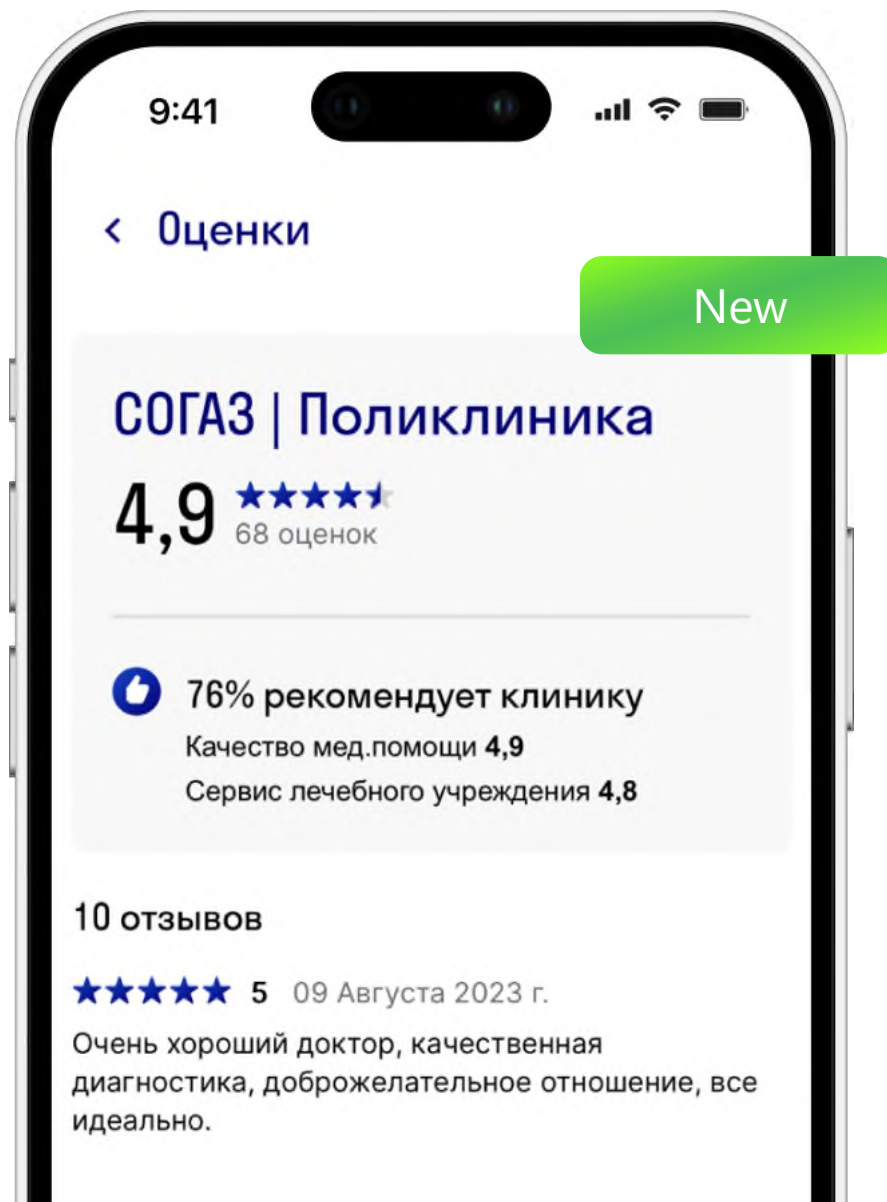 9:41
Оценки
New
СОГАЗ | Поликлиника
4,9
68 оценок
76% рекомендует клинику
Качество мед.помощи 4,9
Сервис лечебного учреждения 4,8
10 отзывов
5 09 Августа 2023 г.
Очень хороший доктор, качественная
диагностика, доброжелательное отношение, все
идеально.